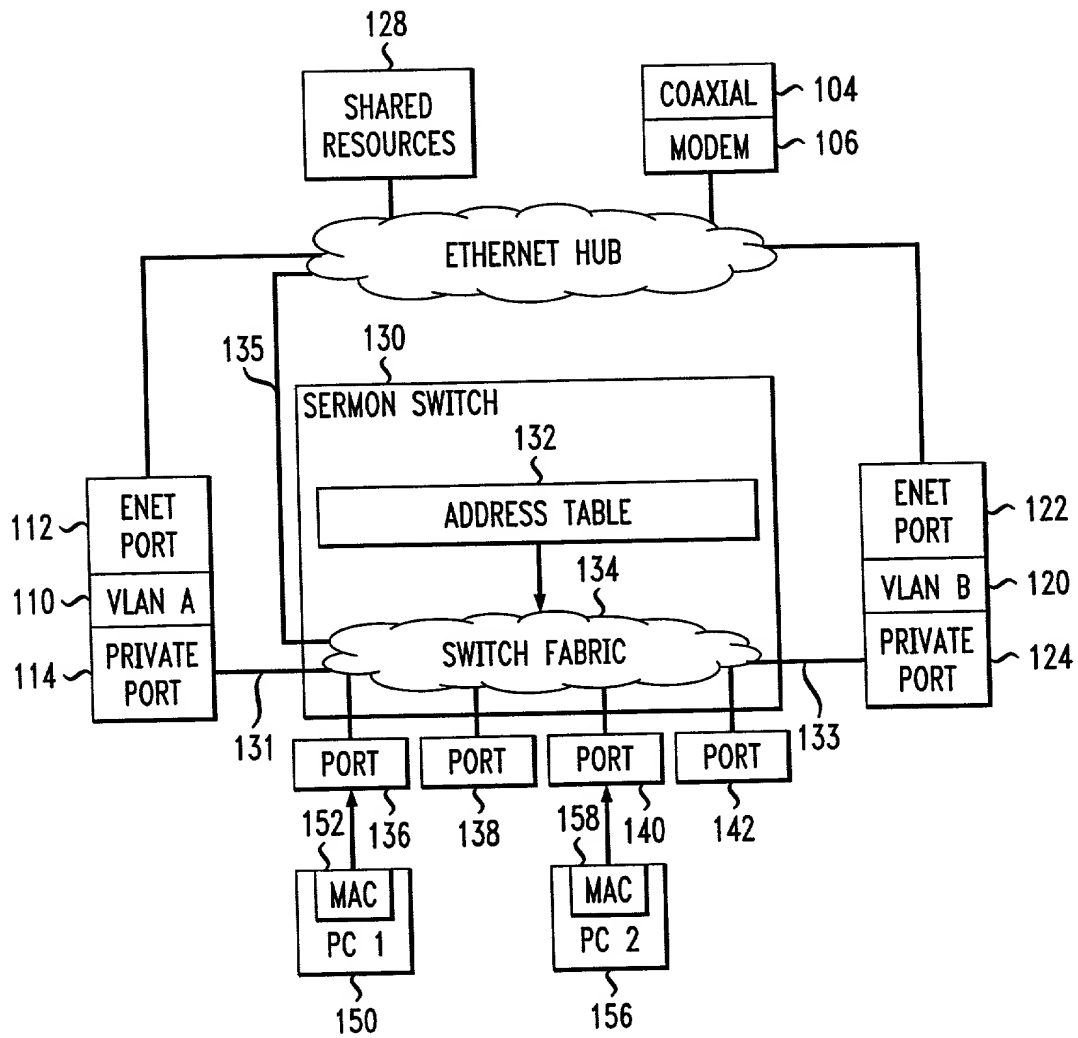 128
SHARED
RESOURCES
COAXIAL
104
MODEM
106
ETHERNET HUB
135
130
SERMON SWITCH
132
ADDRESS TABLE
112
ENET
PORT
110
VLAN A
114
PRIVATE
PORT
ENET
PORT
122
VLAN B
120
PRIVATE
PORT
124
134
SWITCH FABRIC
131
133
PORT
PORT
PORT
PORT
136
138
140
142
152
158
MAC
PC 1
MAC
PC 2
150
156